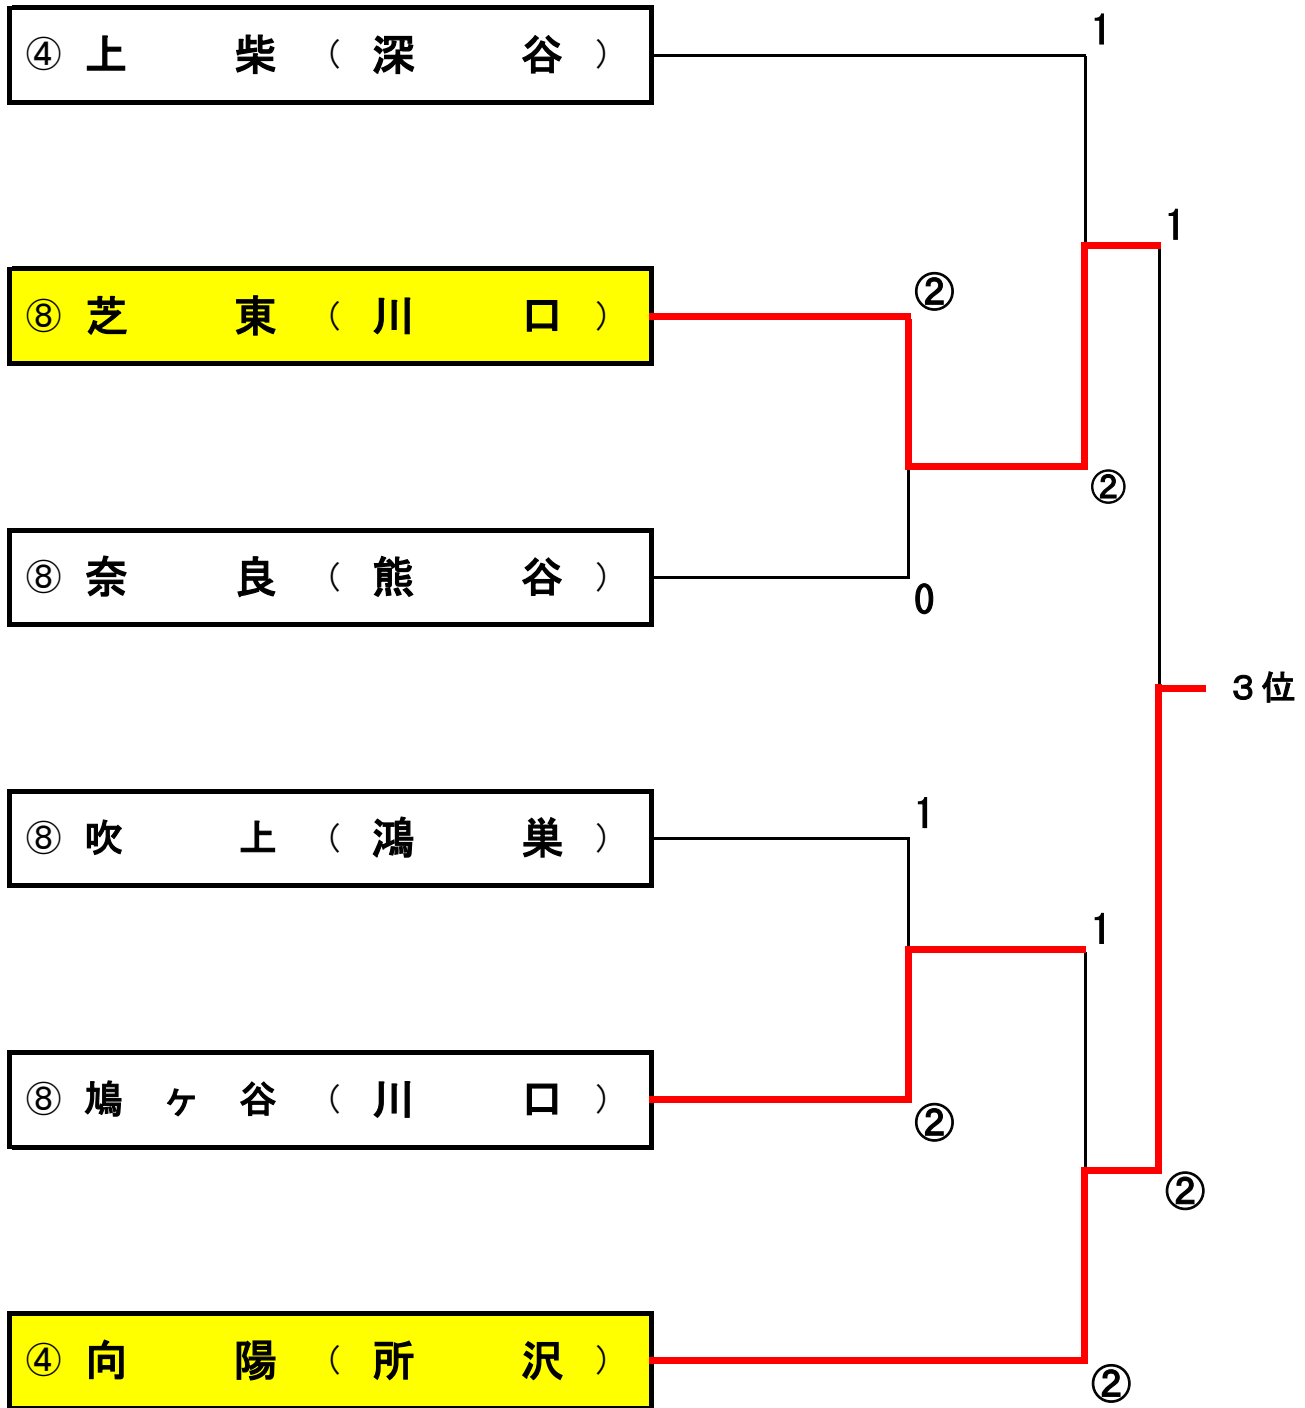 ④ 上 柴 （ 深 谷 ）
1
1
⑧ 芝 東 （ 川 口 ）
②
②
⑧ 奈 良 （ 熊 谷 ）
0
3位
⑧ 吹 上 （ 鴻 巣 ）
1
1
⑧ 鳩 ヶ 谷 （ 川 口 ）
②
②
④ 向 陽 （ 所 沢 ）
②